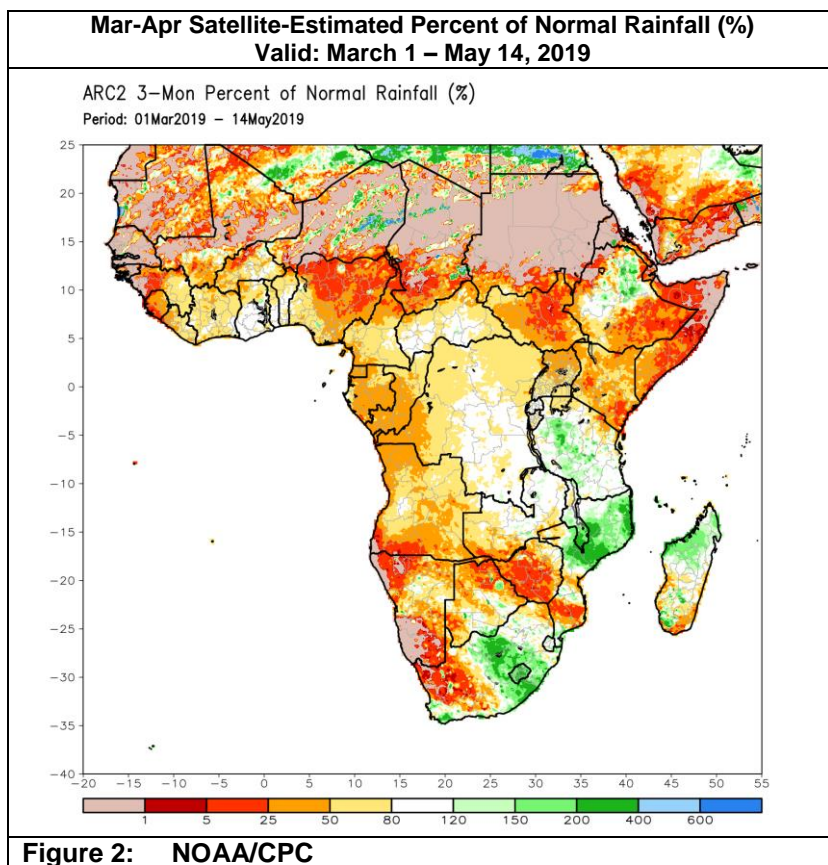 Mar-Apr Satellite-Estimated Percent of Normal Rainfall (%)
Valid: March 1 – May 14, 2019
ARC2 3-Mon Percent of Normal Rainfall (%)
Period: 01Mar2019 – 14May2019
25
20
15
10
5
0
-5
-10
-15
-20
-25
-30
-35
-40
-20 -15 -10 -5 0 5 10 15 20 25 30 35 40 45 50 55
1 5 25 50 80 120 150 200 400 600
Figure 2: NOAA/CPC